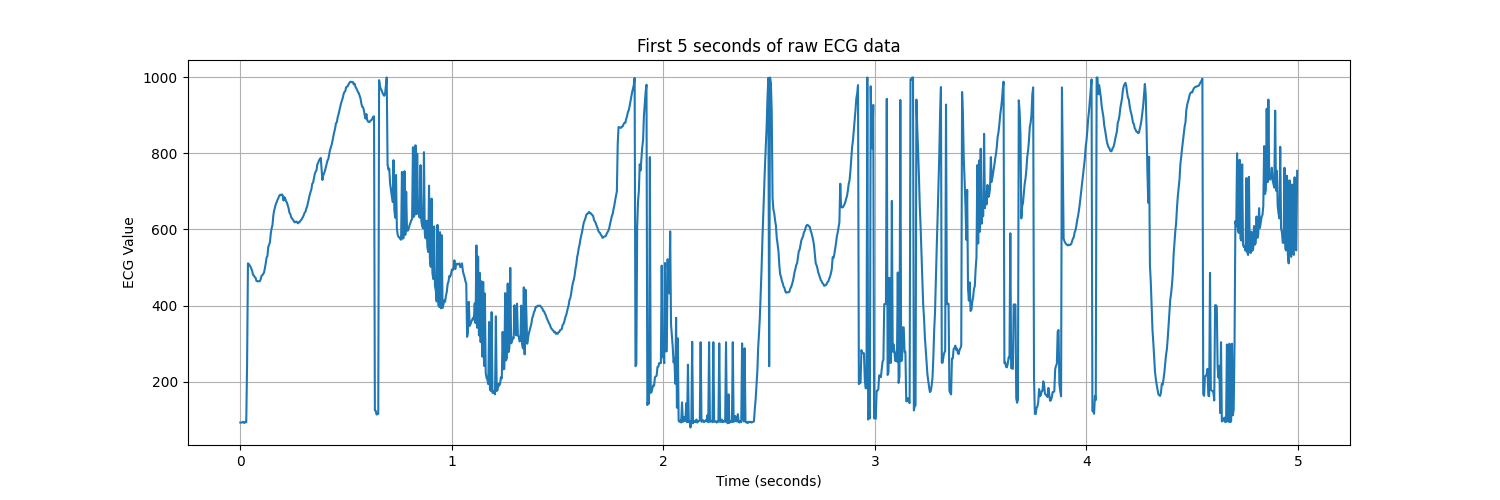 First 5 seconds of raw ECG data
1000
800
600
400
200
ECG Value
0 1 2 3 4 5
Time (seconds)